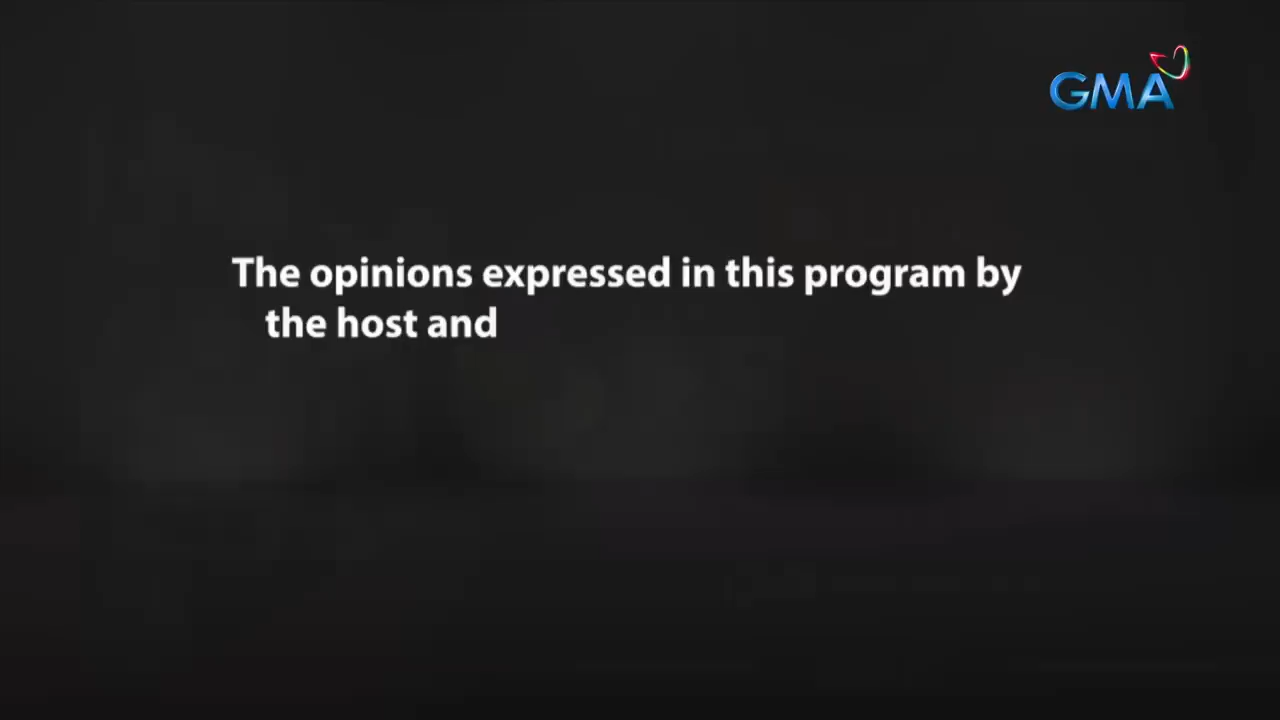 GMA
The opinions expressed in this program by
the host and